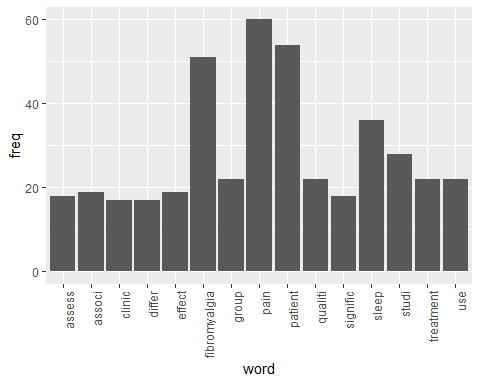 60
40
20
0
freq
assess
associ
clinic
differ
effect
fibromyalgia
group
pain
patient
qualiti
signific
sleep
studi
treatment
use
word